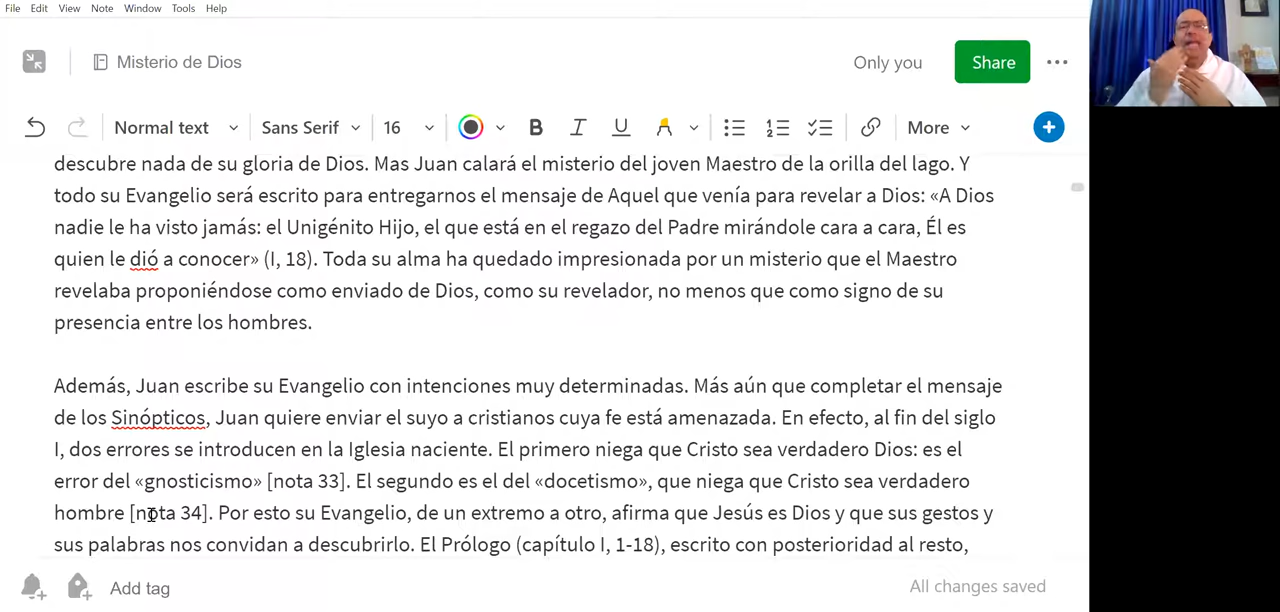 File Edit View Note Window Tools Help
Misterio de Dios Only you Share
Normal text Sans Serif 16 B I U More
descubre nada de su gloria de Dios. Mas Juan calará el misterio del joven Maestro de la orilla del lago. Y
todo su Evangelio será escrito para entregarnos el mensaje de Aquel que venía para revelar a Dios: «A Dios
nadie le ha visto jamás: el Unigénito Hijo, el que está en el regazo del Padre mirándole cara a cara, Él es
quien le dió a conocer» (I, 18). Toda su alma ha quedado impresionada por un misterio que el Maestro
revelaba proponiéndose como enviado de Dios, como su revelador, no menos que como signo de su
presencia entre los hombres.
Además, Juan escribe su Evangelio con intenciones muy determinadas. Más aún que completar el mensaje
de los Sinópticos, Juan quiere enviar el suyo a cristianos cuya fe está amenazada. En efecto, al fin del siglo
I, dos errores se introducen en la Iglesia naciente. El primero niega que Cristo sea verdadero Dios: es el
error del «gnosticismo» [nota 33]. El segundo es el del «docetismo», que niega que Cristo sea verdadero
hombre [nota 34]. Por esto su Evangelio, de un extremo a otro, afirma que Jesús es Dios y que sus gestos y
sus palabras nos convidan a descubrirlo. El Prólogo (capítulo I, 1-18), escrito con posterioridad al resto,
Add tag All changes saved